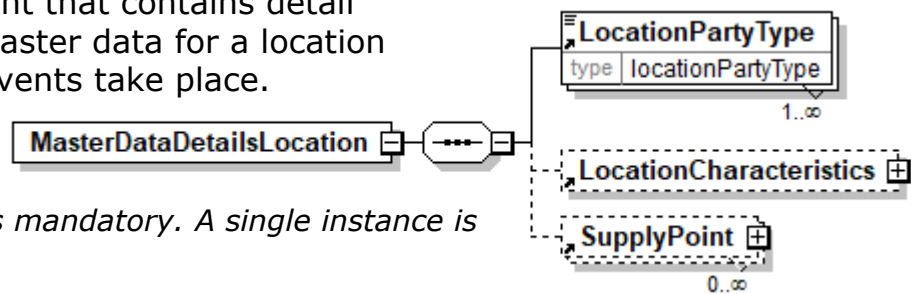 nt that contains detail
aster data for a location
vents take place.
LocationPartyType
type locationPartyType
1..∞
MasterDataDetailsLocation
LocationCharacteristics
s mandatory. A single instance is
SupplyPoint
0..∞